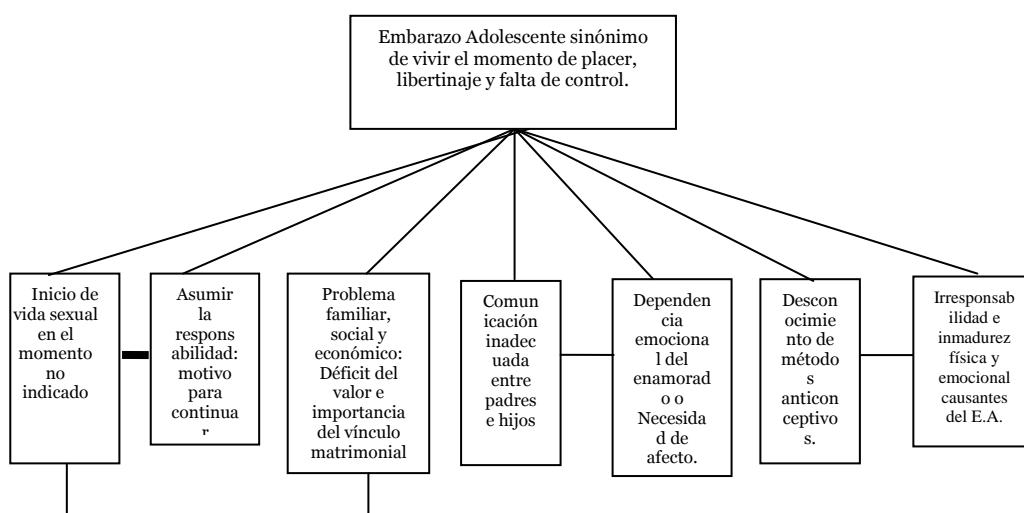 Embarazo Adolescente sinónimo
de vivir el momento de placer,
libertinaje y falta de control.
Inicio de
vida sexual
en el
momento
no
indicado
Asumir
la
respons
abilidad:
motivo
para
continua
r
Problema
familiar,
social y
económico:
Déficit del
valor e
importancia
del vínculo
matrimonial
Comun
icación
inadec
uada
entre
padres
e hijos
Dependen
cia
emociona
l del
enamorad
o o
Necesida
d de
afecto.
Descon
ocimie
nto de
método
s
anticon
ceptivo
s.
Irresponsab
ilidad e
inmadurez
física y
emocional
causantes
del E.A.